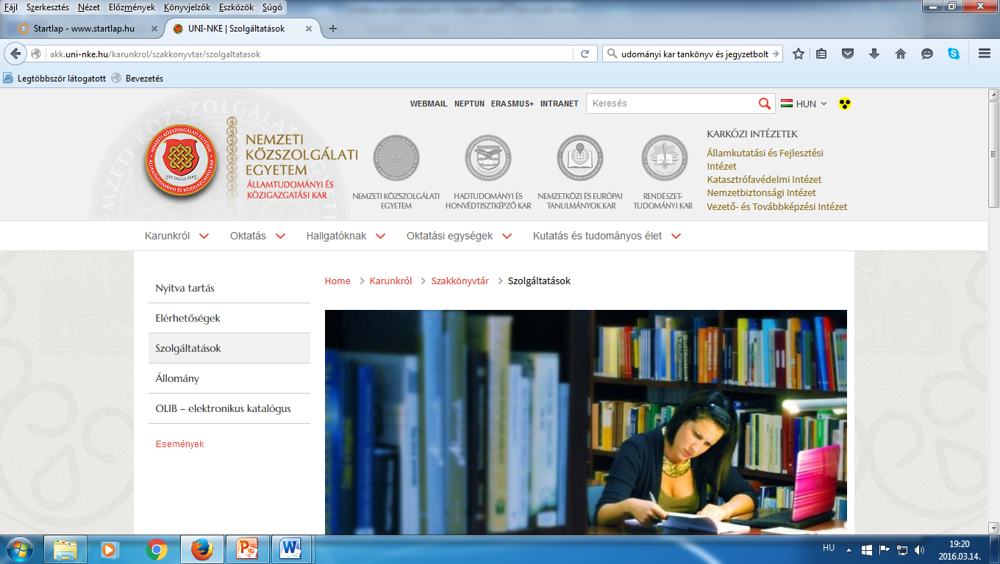 Fájl Szerkesztés Nézet Előzmények Könyvjelzők Eszközök Súgó
Startlap - www.startlap.hu
UNI-NKE | Szolgáltatások
akk.uni-nke.hu/karunkrol/szakkonyvtar/szolgaltatasok
udományi kar tankönyv és jegyzetbolt
Legtöbbször látogatott
Bevezetés
WEBMAIL NEPTUN ERASMUS+ INTRANET
Keresés
HUN
NEMZETI
KÖZSZOLGÁLATI
EGYETEM
ÁLLAMTUDOMÁNYI ÉS
KÖZIGAZGATÁSI KAR
NEMZETI KÖZSZOLGÁLATI
EGYETEM
HADTUDOMÁNYI ÉS
HONVÉDTISZTKÉPZŐ KAR
NEMZETKÖZI ÉS EURÓPAI
TANULMÁNYOK KAR
RENDÉSZET-
TUDOMÁNYI KAR
KARKÖZI INTÉZETEK
Államkutatási és Fejlesztési
Intézet
Katasztrófavédelmi Intézet
Nemzetbiztonsági Intézet
Vezető- és Továbbképzési Intézet
Karunkról
Oktatás
Hallgatóknak
Oktatási egységek
Kutatás és tudományos élet
Nyitva tartás
Elérhetőségek
Szolgáltatások
Állomány
OLIB – elektronikus katalógus
Események
Home > Karunkról > Szakkönyvtár > Szolgáltatások
HU
19:20
2016.03.14.